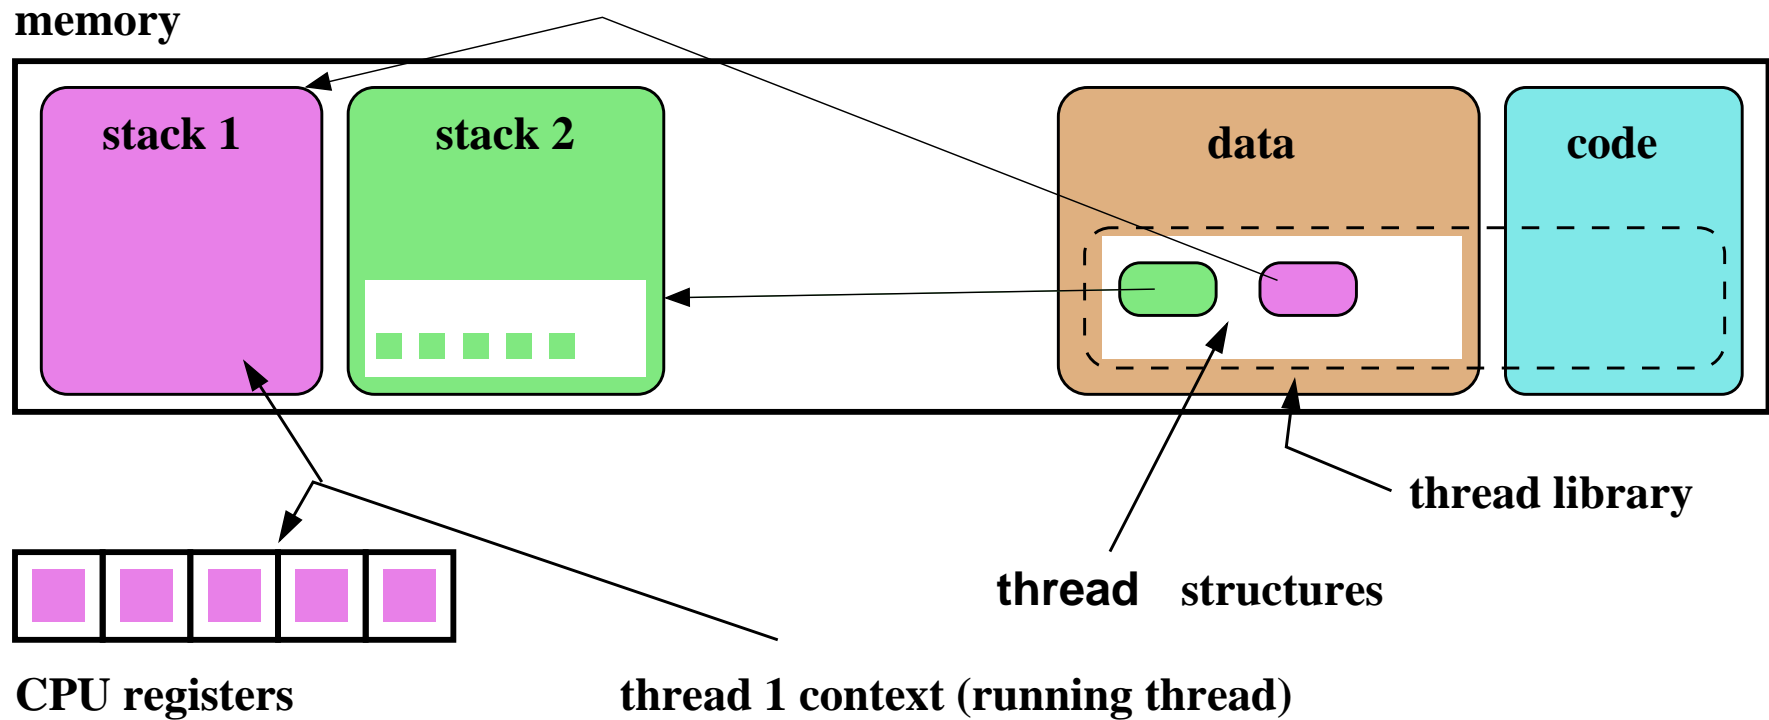 memory
stack 1
stack 2
data
code
thread library
thread structures
CPU registers
thread 1 context (running thread)